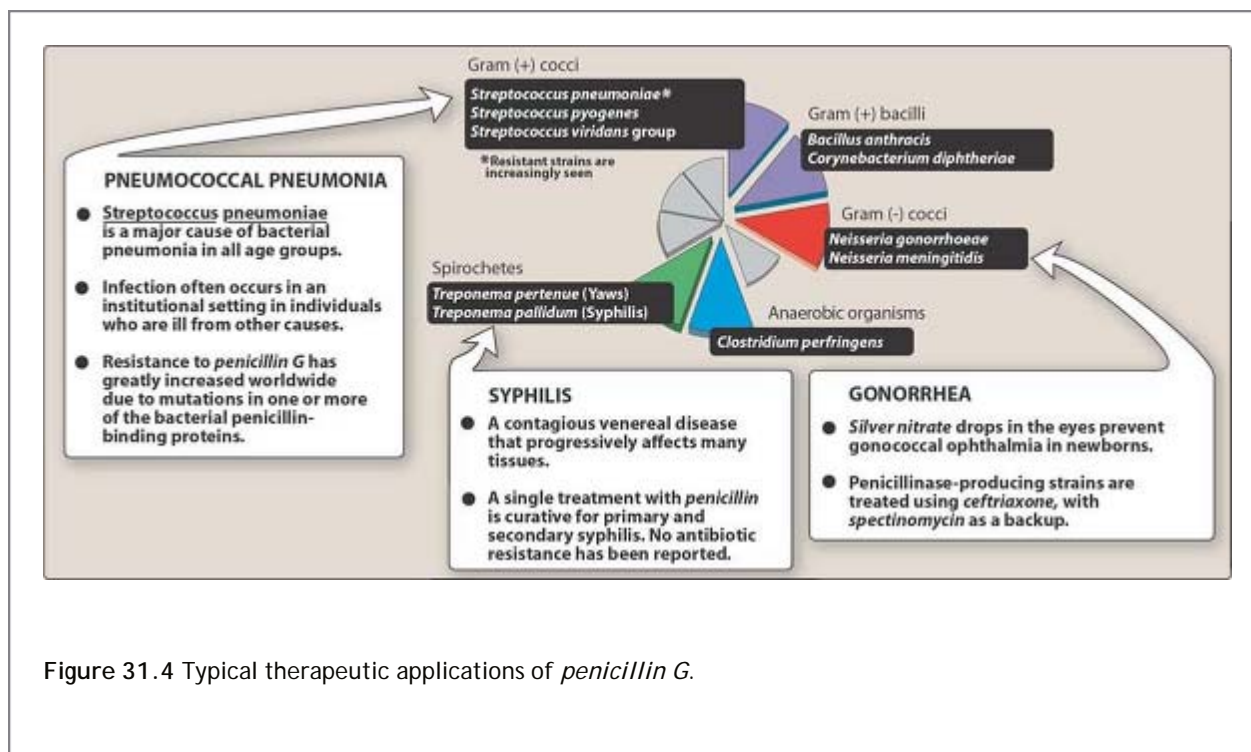 Gram (+) cocci
Streptococcus pneumoniae*
Streptococcus pyogenes
Streptococcus viridans group
*Resistant strains are
increasingly seen
Gram (+) bacilli
Bacillus anthracis
Corynebacterium diphtheriae
Gram (-) cocci
Neisseria gonorrhoeae
Neisseria meningitidis
Anaerobic organisms
Clostridium perfringens
Spirochetes
Treponema pertenue (Yaws)
Treponema pallidum (Syphilis)
PNEUMOCOCCAL PNEUMONIA
● Streptococcus pneumoniae
is a major cause of bacterial
pneumonia in all age groups.
● Infection often occurs in an
institutional setting in individuals
who are ill from other causes.
● Resistance to penicillin G has
greatly increased worldwide
due to mutations in one or more
of the bacterial penicillin-
binding proteins.
SYPHILIS
● A contagious venereal disease
that progressively affects many
tissues.
● A single treatment with penicillin
is curative for primary and
secondary syphilis. No antibiotic
resistance has been reported.
GONORRHEA
● Silver nitrate drops in the eyes prevent
gonococcal ophthalmia in newborns.
● Penicillinase-producing strains are
treated using ceftriaxone, with
spectinomycin as a backup.
Figure 31.4 Typical therapeutic applications of penicillin G.